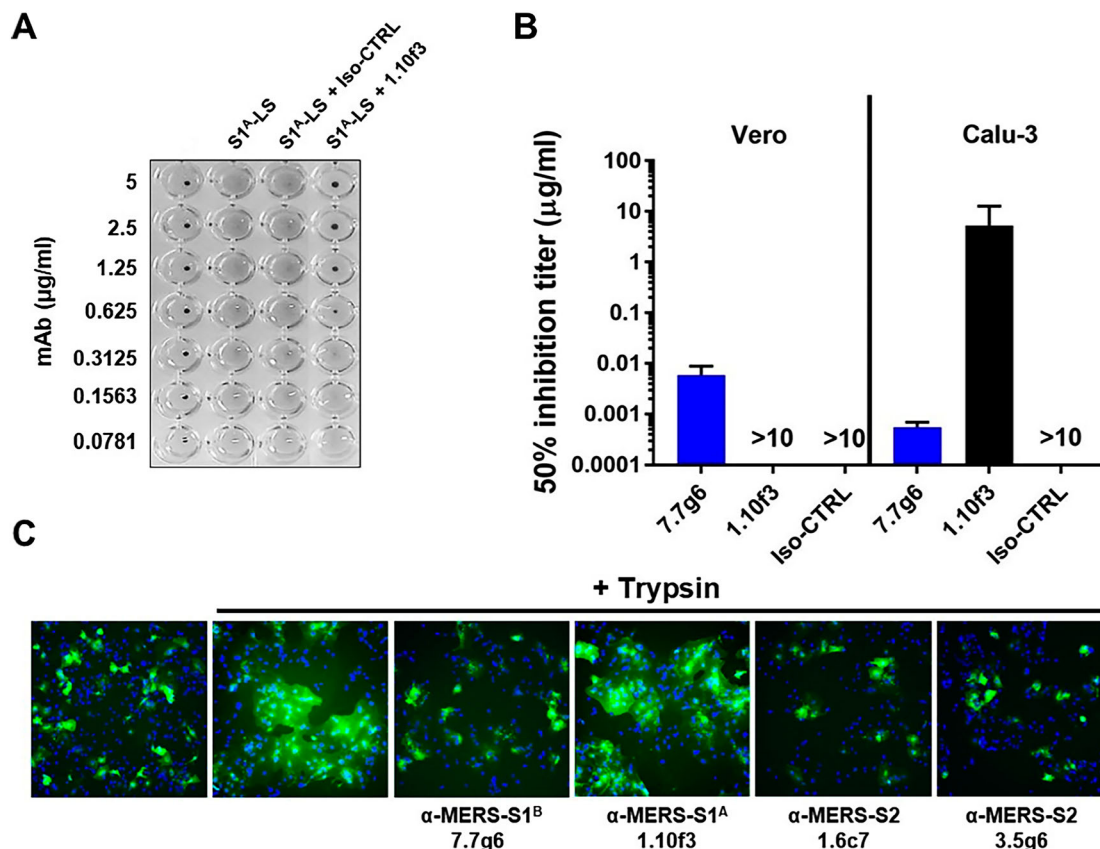 A
S1ᴬ-LS
S1ᴬ-LS + Iso-CTRL
S1ᴬ-LS + 1.10f3
mAb (µg/ml)
5
2.5
1.25
0.625
0.3125
0.1563
0.0781
B
Vero
Calu-3
50% inhibition titer (µg/ml)
100
10
1
0.1
0.01
0.001
0.0001
>10
>10
>10
7.7g6
1.10f3
Iso-CTRL
7.7g6
1.10f3
Iso-CTRL
C
+ Trypsin
α-MERS-S1ᴮ
7.7g6
α-MERS-S1ᴬ
1.10f3
α-MERS-S2
1.6c7
α-MERS-S2
3.5g6